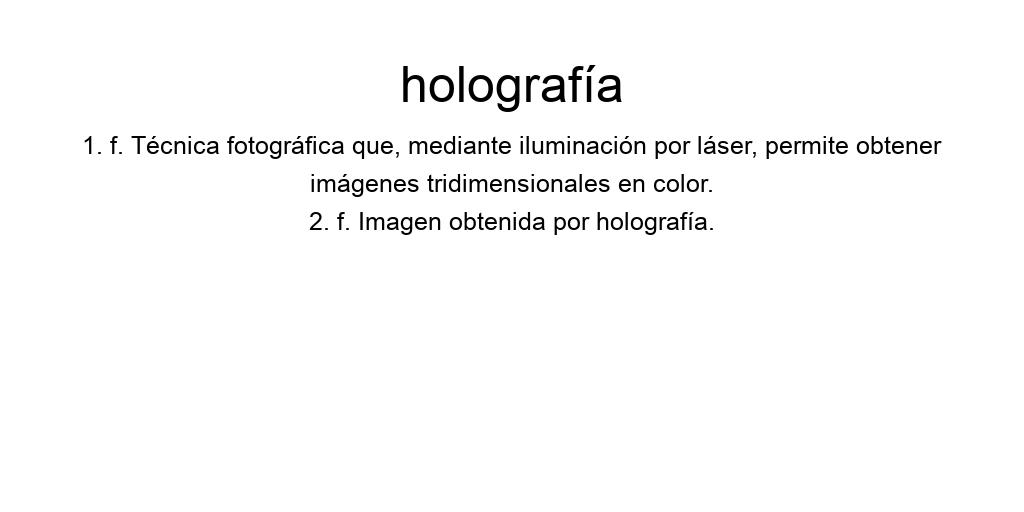 holografía
1. f. Técnica fotográfica que, mediante iluminación por láser, permite obtener
imágenes tridimensionales en color.
2. f. Imagen obtenida por holografía.